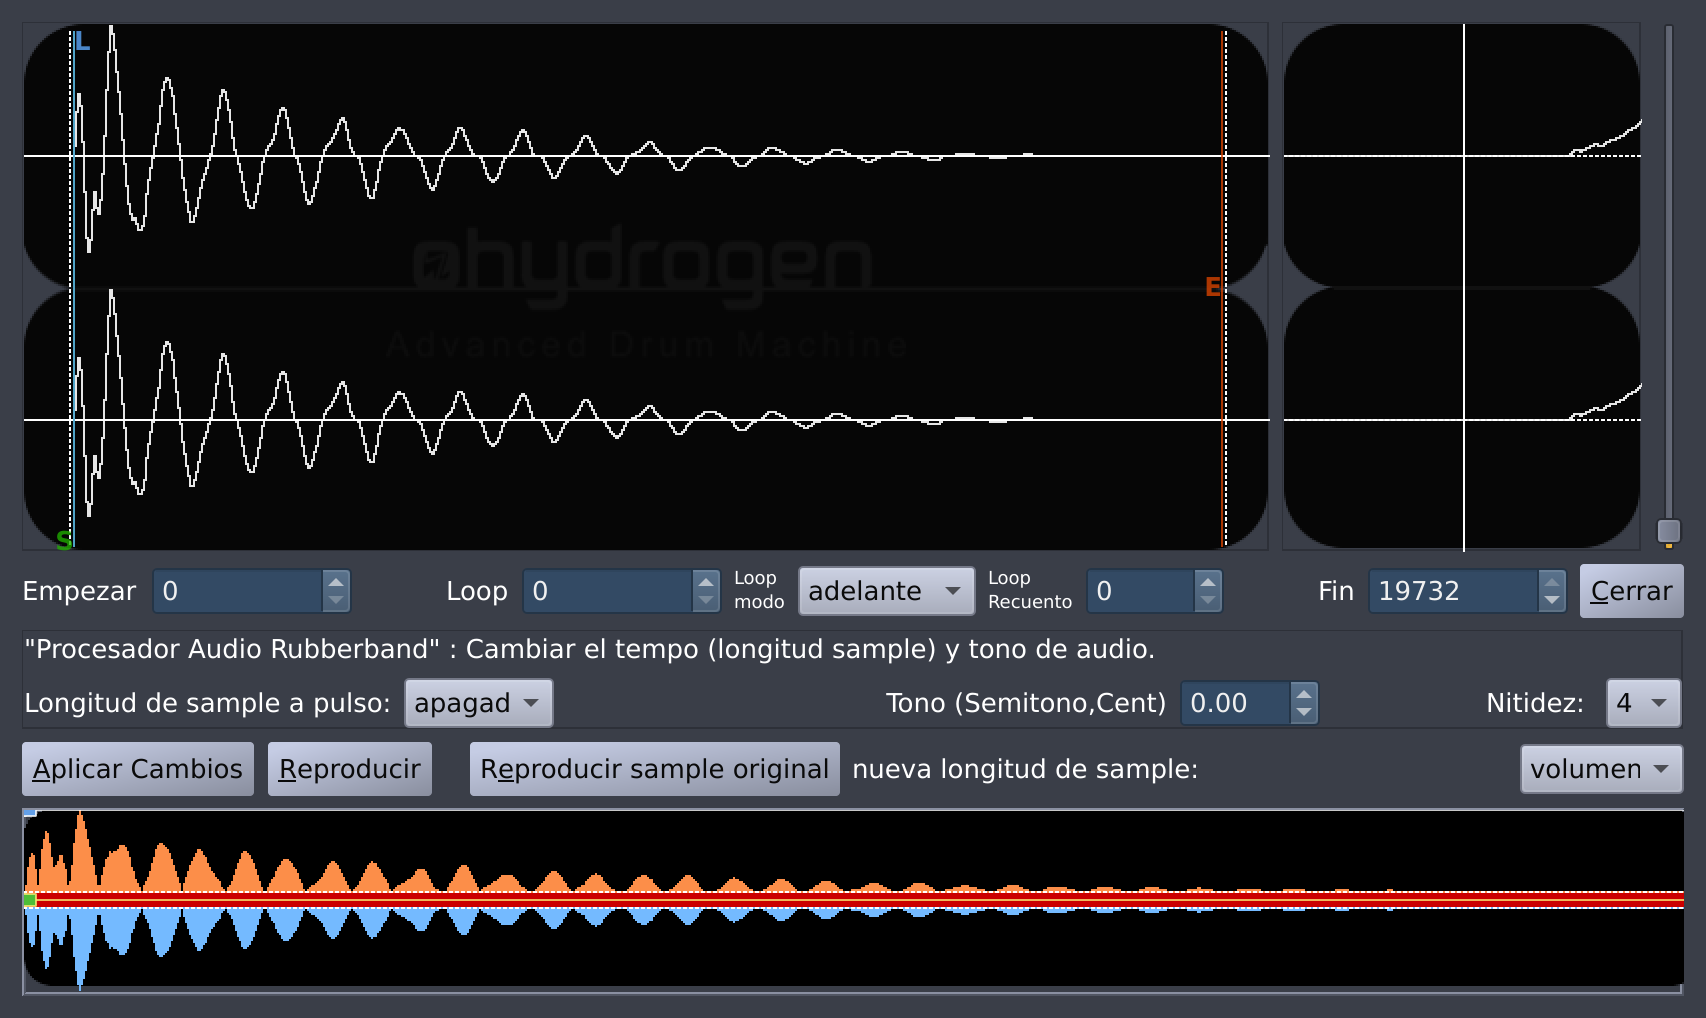 L
hydrogen
E
Advanced Drum Machine
S
Empezar 0 Loop 0 Loop modo adelante Loop Recuento 0 Fin 19732 Cerrar
"Procesador Audio Rubberband" : Cambiar el tempo (longitud sample) y tono de audio.
Longitud de sample a pulso: apagad Tono (Semitono,Cent) 0.00 Nitidez: 4
Aplicar Cambios Reproducir Reproducir sample original nueva longitud de sample: volumen